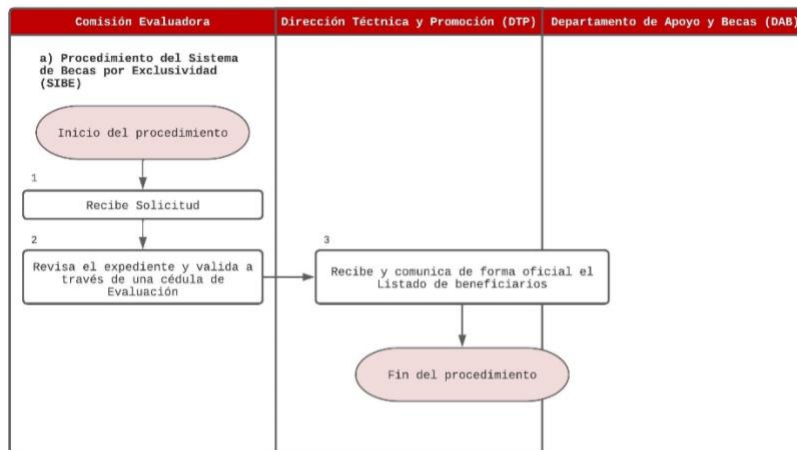 Comisión Evaluadora
Dirección Téctnica y Promoción (DTP)
Departamento de Apoyo y Becas (DAB)
a) Procedimiento del Sistema
de Becas por Exclusividad
(SIBE)
Inicio del procedimiento
1
Recibe Solicitud
2
Revisa el expediente y valida a
través de una cédula de
Evaluación
3
Recibe y comunica de forma oficial el
Listado de beneficiarios
Fin del procedimiento